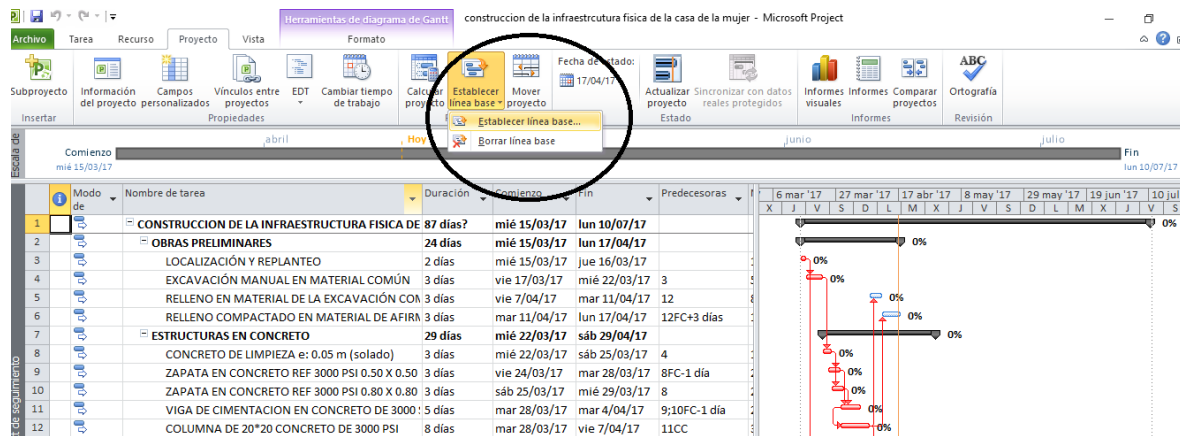 Herramientas de diagrama de Gantt construccion de la infraestrcutura fisica de la casa de la mujer - Microsoft Project
Archivo Tarea Recurso Proyecto Vista Formato
Subproyecto
Información del proyecto
Campos personalizados
Vínculos entre proyectos
EDT
Cambiar tiempo de trabajo
Calcular proyecto
Establecer línea base
Mover proyecto
Fecha de estado:
17/04/17
Actualizar proyecto
Sincronizar con datos reales protegidos
Informes visuales
Informes
Comparar proyectos
ABC
Ortografía
Insertar Propiedades Estado Informes Revisión
Establecer línea base...
Borrar línea base
Escala de
abril Hoy junio julio
Comienzo
mié 15/03/17
Fin
lun 10/07/17
Modo de Nombre de tarea Duración Comienzo Fin Predecesoras
6 mar '17 27 mar '17 17 abr '17 8 may '17 29 may '17 19 jun '17 10 jul
X J V S D L M X J V S D L M X J V S
1 CONSTRUCCION DE LA INFRAESTRUCTURA FISICA DE 87 días? mié 15/03/17 lun 10/07/17 0%
2 OBRAS PRELIMINARES 24 días mié 15/03/17 lun 17/04/17 0%
3 LOCALIZACIÓN Y REPLANTEO 2 días mié 15/03/17 jue 16/03/17 0%
4 EXCAVACIÓN MANUAL EN MATERIAL COMÚN 3 días vie 17/03/17 mié 22/03/17 3 0%
5 RELLENO EN MATERIAL DE LA EXCAVACIÓN COM 3 días vie 7/04/17 mar 11/04/17 12 0%
6 RELLENO COMPACTADO EN MATERIAL DE AFIRM 3 días mar 11/04/17 lun 17/04/17 12FC+3 días 0%
7 ESTRUCTURAS EN CONCRETO 29 días mié 22/03/17 sáb 29/04/17 0%
8 CONCRETO DE LIMPIEZA e: 0.05 m (solado) 3 días mié 22/03/17 sáb 25/03/17 4 0%
9 ZAPATA EN CONCRETO REF 3000 PSI 0.50 X 0.50 3 días vie 24/03/17 mar 28/03/17 8FC-1 día 0%
10 ZAPATA EN CONCRETO REF 3000 PSI 0.80 X 0.80 3 días sáb 25/03/17 mié 29/03/17 8 0%
11 VIGA DE CIMENTACION EN CONCRETO DE 3000 5 días mar 28/03/17 mar 4/04/17 9;10FC-1 día 0%
12 COLUMNA DE 20*20 CONCRETO DE 3000 PSI 8 días mar 28/03/17 vie 7/04/17 11CC 0%
t de seguimiento